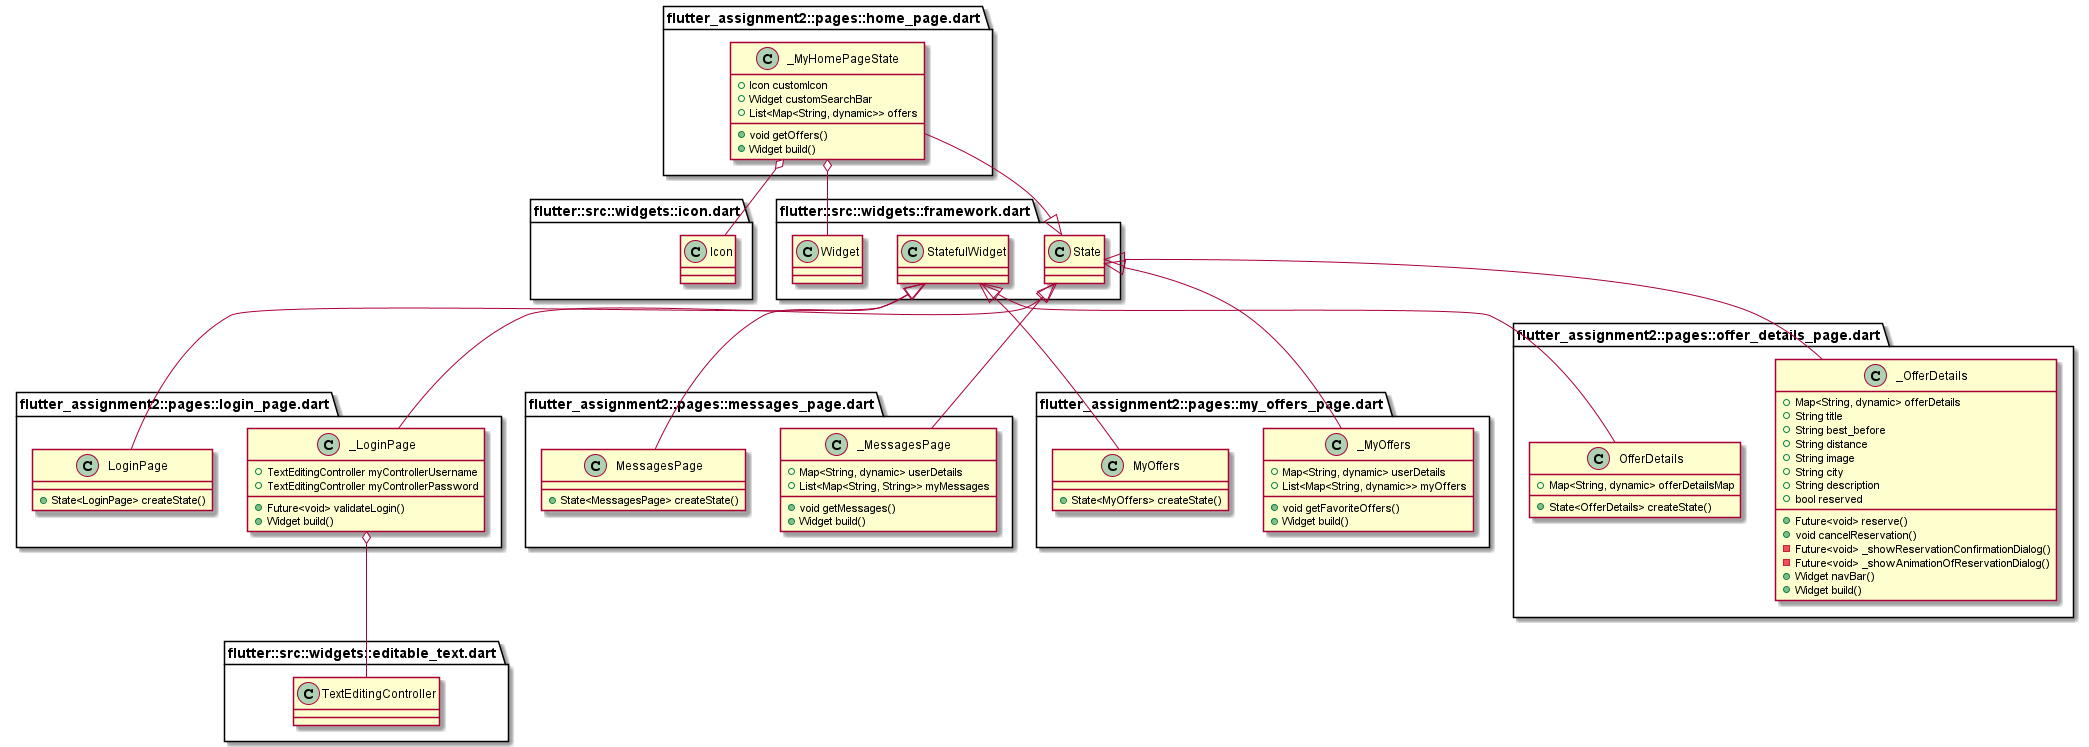 flutter_assignment2::pages::home_page.dart
C _MyHomePageState
Icon customIcon
Widget customSearchBar
List<Map<String, dynamic>> offers
void getOffers()
Widget build()
flutter::src::widgets::icon.dart
C Icon
flutter::src::widgets::framework.dart
C Widget
C StatefulWidget
C State
flutter_assignment2::pages::login_page.dart
C LoginPage
State<LoginPage> createState()
C _LoginPage
TextEditingController myControllerUsername
TextEditingController myControllerPassword
Future<void> validateLogin()
Widget build()
flutter_assignment2::pages::messages_page.dart
C MessagesPage
State<MessagesPage> createState()
C _MessagesPage
Map<String, dynamic> userDetails
List<Map<String, String>> myMessages
void getMessages()
Widget build()
flutter_assignment2::pages::my_offers_page.dart
C MyOffers
State<MyOffers> createState()
C _MyOffers
Map<String, dynamic> userDetails
List<Map<String, dynamic>> myOffers
void getFavoriteOffers()
Widget build()
flutter_assignment2::pages::offer_details_page.dart
C OfferDetails
Map<String, dynamic> offerDetailsMap
State<OfferDetails> createState()
C _OfferDetails
Map<String, dynamic> offerDetails
String title
String best_before
String distance
String image
String city
String description
bool reserved
Future<void> reserve()
void cancelReservation()
Future<void> _showReservationConfirmationDialog()
Future<void> _showAnimationOfReservationDialog()
Widget navBar()
Widget build()
flutter::src::widgets::editable_text.dart
C TextEditingController